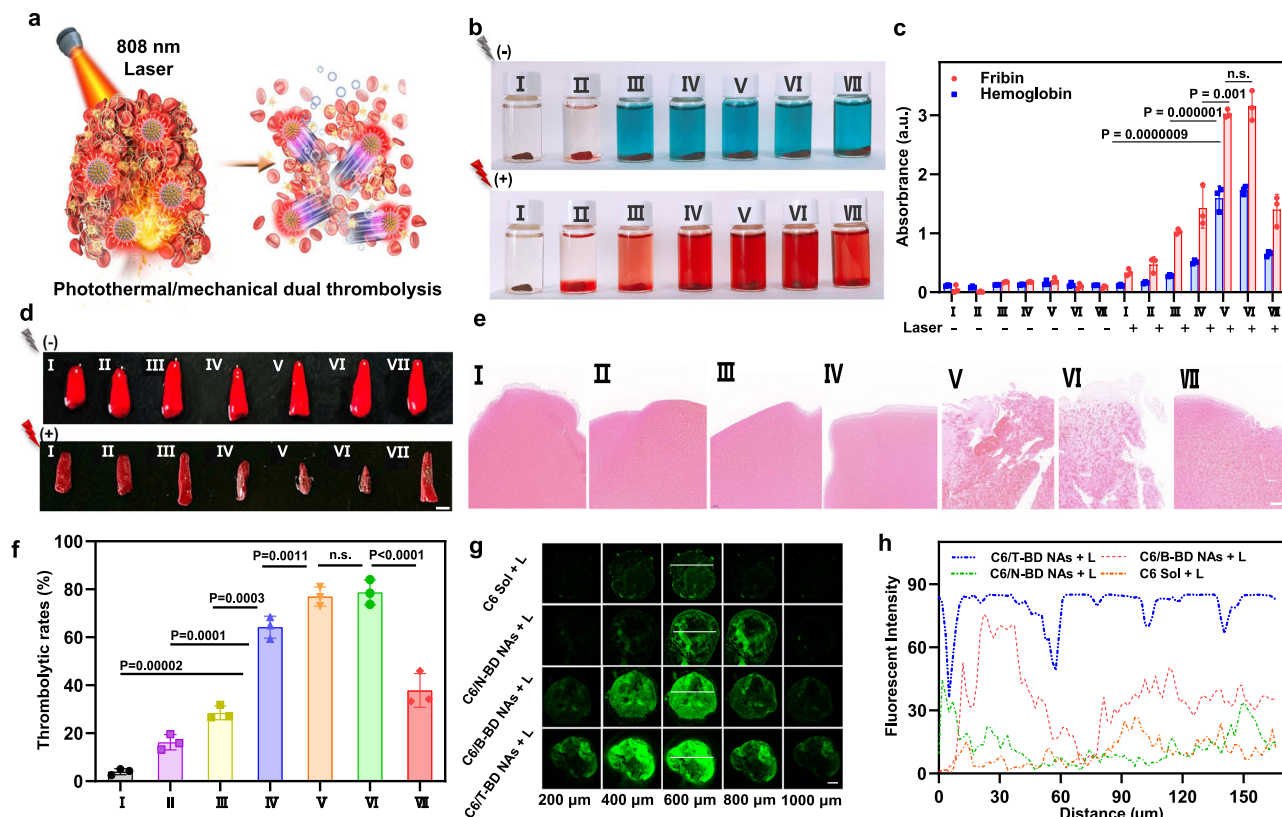 a
808 nm
Laser
Photothermal/mechanical dual thrombolysis
b
(-)
I II III IV V VI VII
(+)
I II III IV V VI VII
c
Fribin
Hemoglobin
n.s.
P = 0.001
P = 0.000001
P = 0.0000009
Absorbrance (a.u.)
3
2
1
0
I II III IV V VI VII I II III IV V VI VII
Laser - - - - - - - + + + + + + +
d
(-)
I II III IV V VI VII
(+)
I II III IV V VI VII
e
I II III IV V VI VII
f
Thrombolytic rates (%)
100
80
60
40
20
0
P=0.0011 n.s. P<0.0001
P=0.0003
P=0.0001
P=0.00002
I II III IV V VI VII
g
C6 Sol + L
C6/N-BD NAs + L
C6/B-BD NAs + L
C6/T-BD NAs + L
200 μm 400 μm 600 μm 800 μm 1000 μm
h
C6/T-BD NAs + L C6/B-BD NAs + L
C6/N-BD NAs + L C6 Sol + L
Fluorescent Intensity
90
60
30
0
0 30 60 90 120 150
Distance (μm)